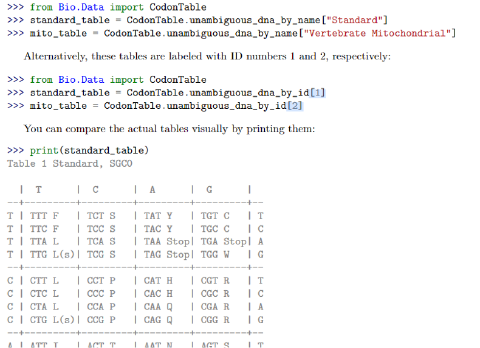 >>> from Bio.Data import CodonTable
>>> standard_table = CodonTable.unambiguous_dna_by_name["Standard"]
>>> mito_table = CodonTable.unambiguous_dna_by_name["Vertebrate Mitochondrial"]
Alternatively, these tables are labeled with ID numbers 1 and 2, respectively:
>>> from Bio.Data import CodonTable
>>> standard_table = CodonTable.unambiguous_dna_by_id[1]
>>> mito_table = CodonTable.unambiguous_dna_by_id[2]
You can compare the actual tables visually by printing them:
>>> print(standard_table)
Table 1 Standard, SGC0
  |  T      |  C      |  A      |  G      |
--+---------+---------+---------+---------+--
T | TTT F   | TCT S   | TAT Y   | TGT C   | T
T | TTC F   | TCC S   | TAC Y   | TGC C   | C
T | TTA L   | TCA S   | TAA Stop| TGA Stop| A
T | TTG L(s)| TCG S   | TAG Stop| TGG W   | G
--+---------+---------+---------+---------+--
C | CTT L   | CCT P   | CAT H   | CGT R   | T
C | CTC L   | CCC P   | CAC H   | CGC R   | C
C | CTA L   | CCA P   | CAA Q   | CGA R   | A
C | CTG L(s)| CCG P   | CAG Q   | CGG R   | G
--+---------+---------+---------+---------+--
A | ATT I   | ACT T   | AAT N   | AGT S   | T